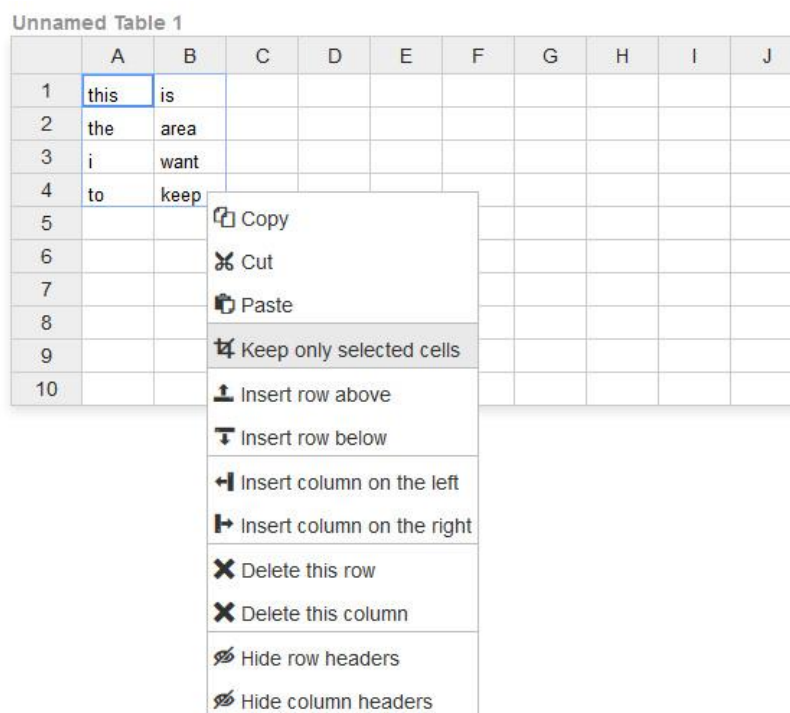 Unnamed Table 1
A B C D E F G H I J
1 this is
2 the area
3 i want
4 to keep
5
6
7
8
9
10
Copy
Cut
Paste
Keep only selected cells
Insert row above
Insert row below
Insert column on the left
Insert column on the right
Delete this row
Delete this column
Hide row headers
Hide column headers